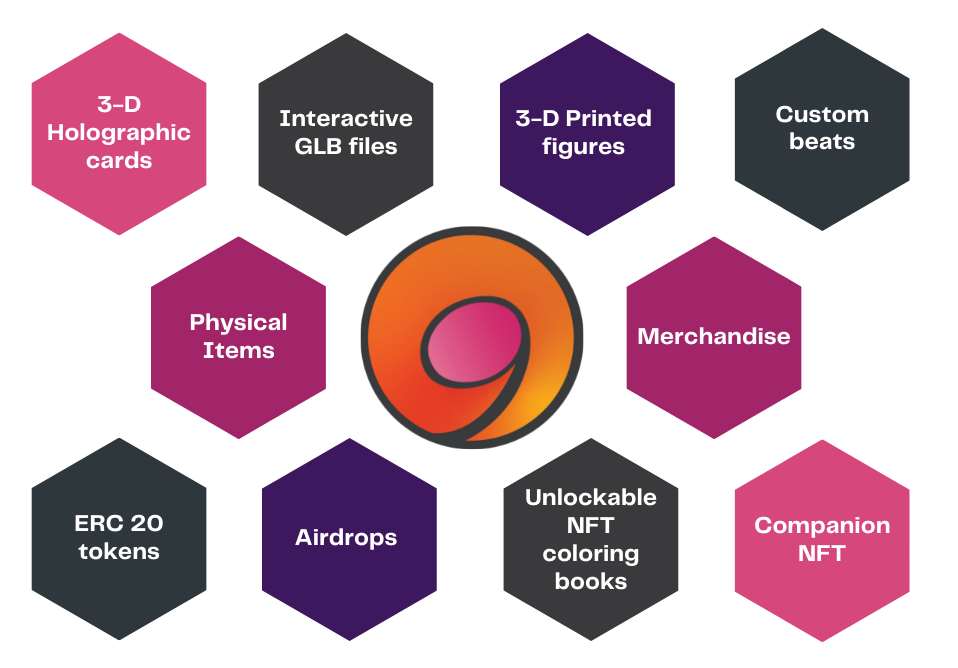 3-D
Holographic
cards
Interactive
GLB files
3-D Printed
figures
Custom
beats
Physical
Items
Merchandise
ERC 20
tokens
Airdrops
Unlockable
NFT
coloring
books
Companion
NFT